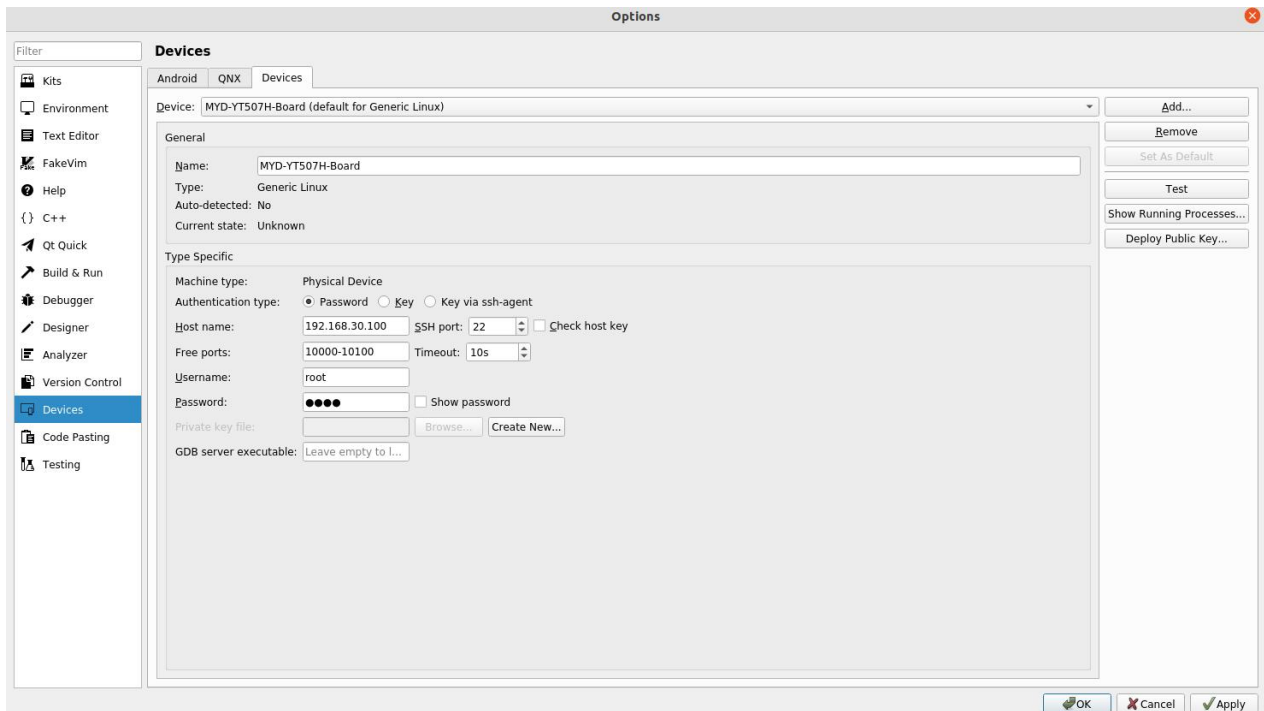 Options
Filter
Kits
Environment
Text Editor
FakeVim
Help
{} C++
Qt Quick
Build & Run
Debugger
Designer
Analyzer
Version Control
Devices
Code Pasting
Testing
Devices
Android QNX Devices
Device: MYD-YT507H-Board (default for Generic Linux)
General
Name: MYD-YT507H-Board
Type: Generic Linux
Auto-detected: No
Current state: Unknown
Type Specific
Machine type: Physical Device
Authentication type: Password Key Key via ssh-agent
Host name: 192.168.30.100 SSH port: 22 Check host key
Free ports: 10000-10100 Timeout: 10s
Username: root
Password: ●●●● Show password
Private key file: Browse... Create New...
GDB server executable: Leave empty to l...
Add...
Remove
Set As Default
Test
Show Running Processes...
Deploy Public Key...
OK Cancel Apply